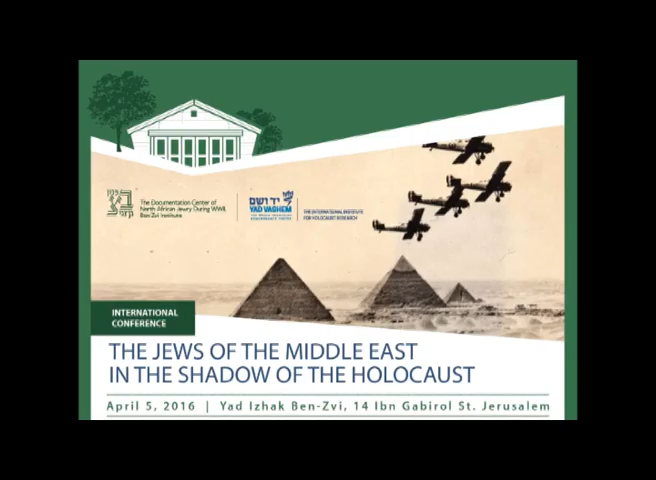 The Documentation Center of
North African Jewry During WWII,
Ben-Zvi Institute
יד ושם
YAD VASHEM
THE INTERNATIONAL INSTITUTE
FOR HOLOCAUST RESEARCH
INTERNATIONAL
CONFERENCE
THE JEWS OF THE MIDDLE EAST
IN THE SHADOW OF THE HOLOCAUST
April 5, 2016 | Yad Izhak Ben-Zvi, 14 Ibn Gabirol St. Jerusalem